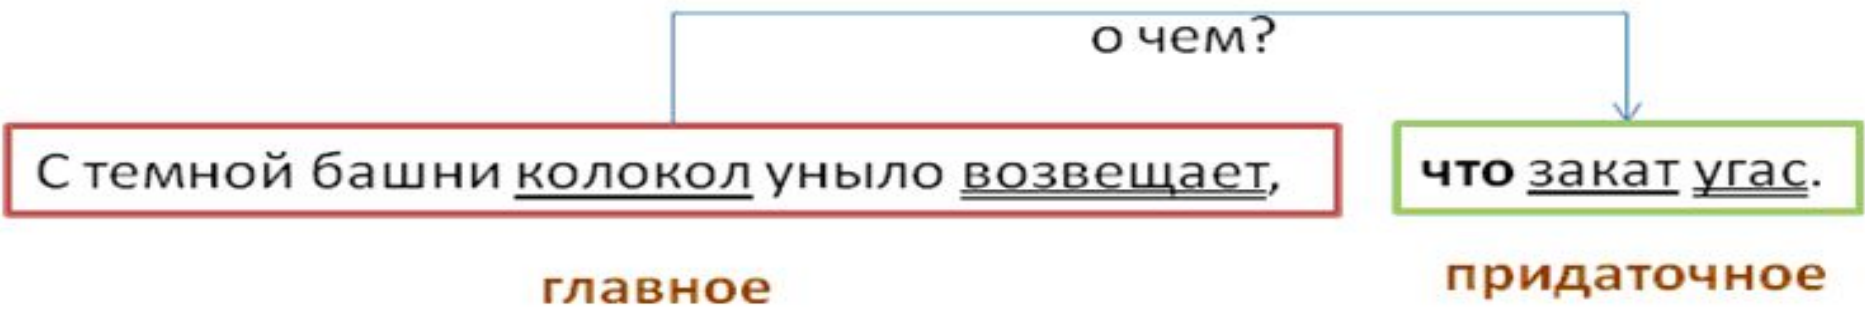 о чем?
С темной башни колокол уныло возвещает, что закат угас.
главное придаточное